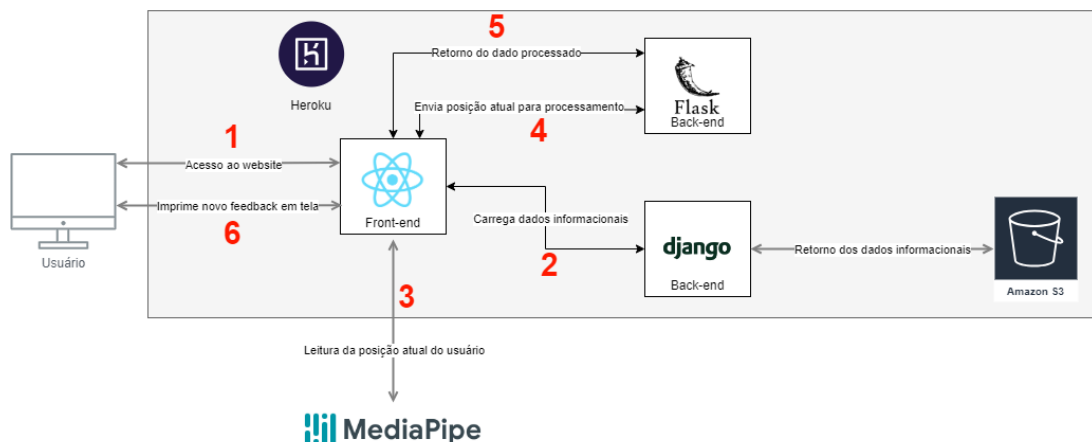 5
Retorno do dado processado
Heroku
Flask
Back-end
Envia posição atual para processamento
4
1
Acesso ao website
Imprime novo feedback em tela
6
Usuário
Front-end
Carrega dados informacionais
2
django
Back-end
Retorno dos dados informacionais
Amazon S3
3
Leitura da posição atual do usuário
MediaPipe